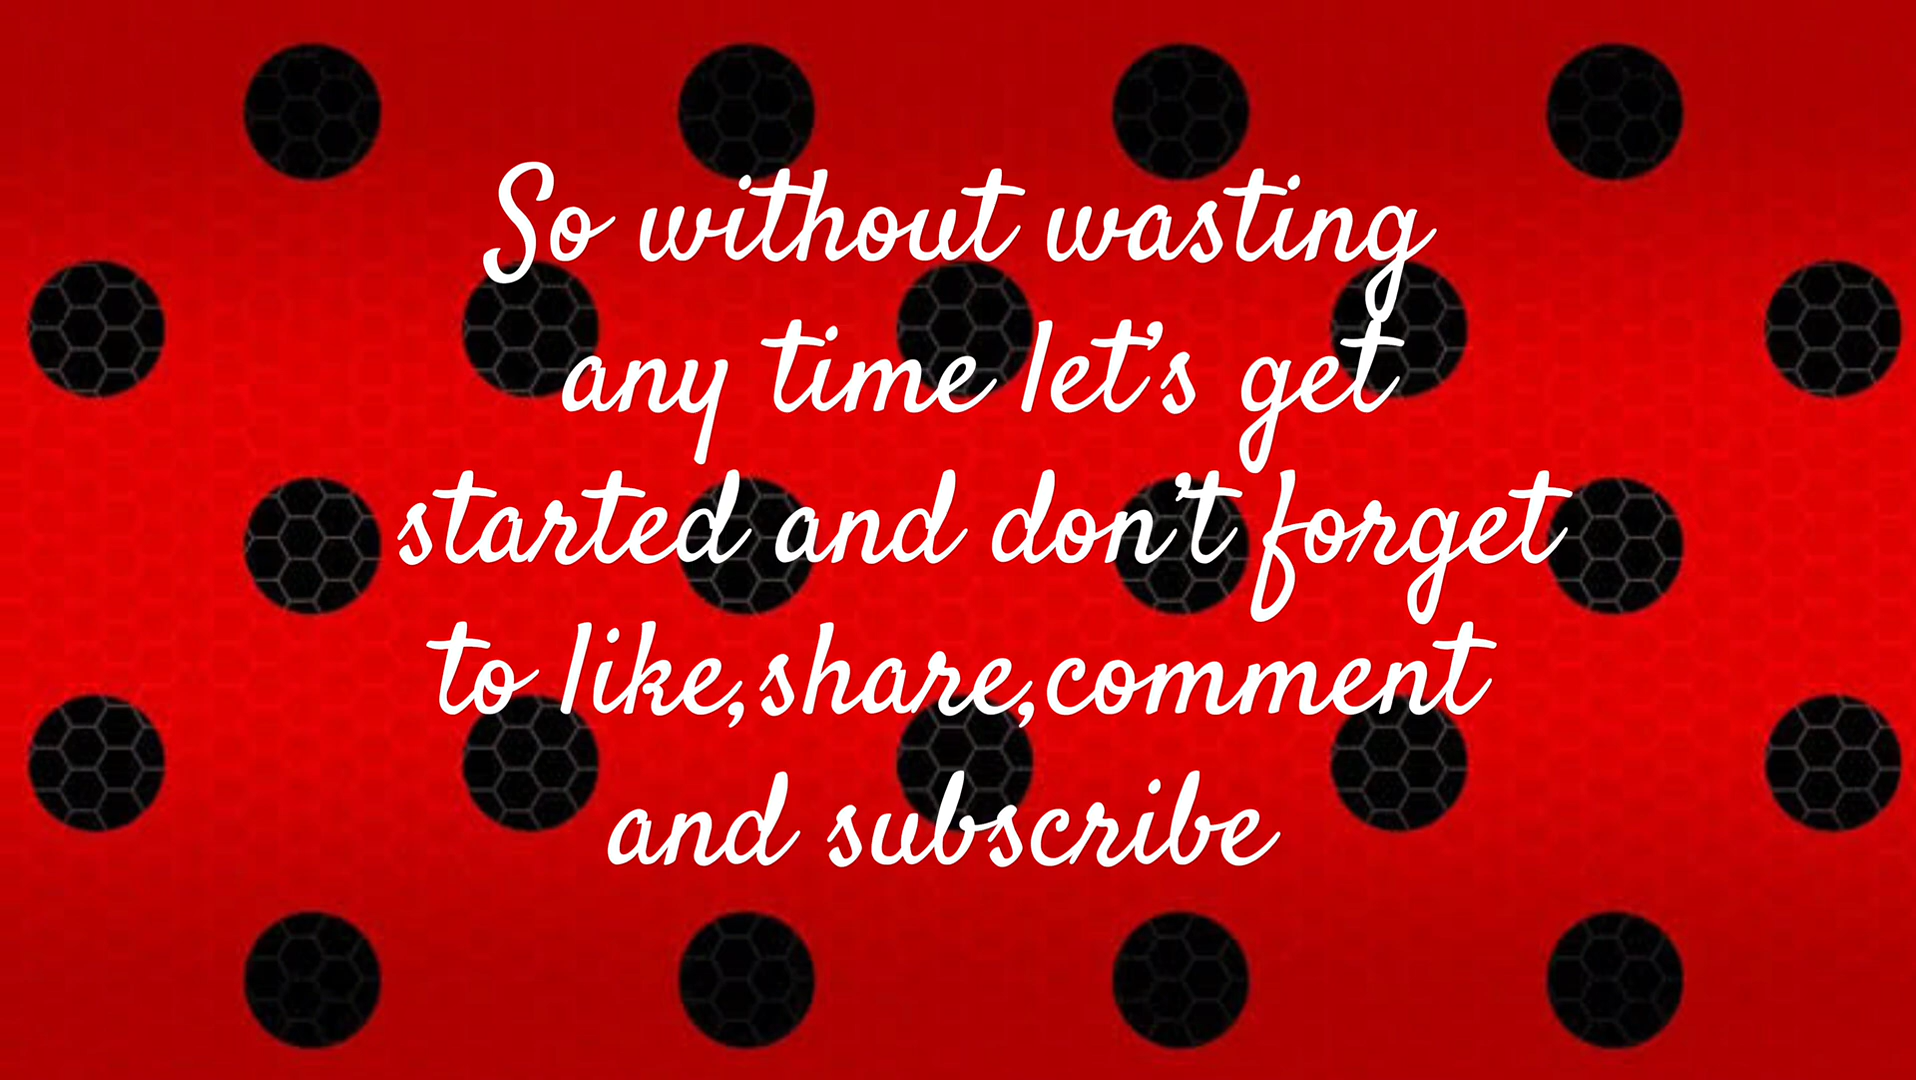 So without wasting
any time let's get
started and don't forget
to like,share,comment
and subscribe